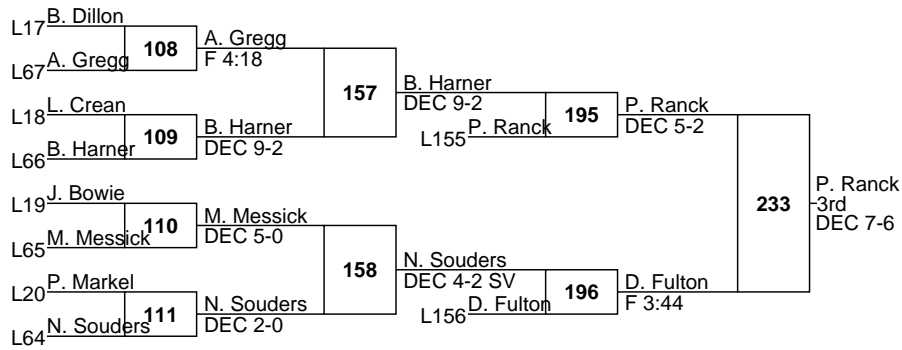 B. Dillon
L17
108
A. Gregg
F 4:18
A. Gregg
L67
157
B. Harner
DEC 9-2
L. Crean
L18
109
B. Harner
DEC 9-2
B. Harner
L66
195
P. Ranck
DEC 5-2
P. Ranck
L155
J. Bowie
L19
110
M. Messick
DEC 5-0
M. Messick
L65
158
N. Souders
DEC 4-2 SV
P. Markel
L20
111
N. Souders
DEC 2-0
N. Souders
L64
196
D. Fulton
F 3:44
D. Fulton
L156
233
P. Ranck
3rd
DEC 7-6